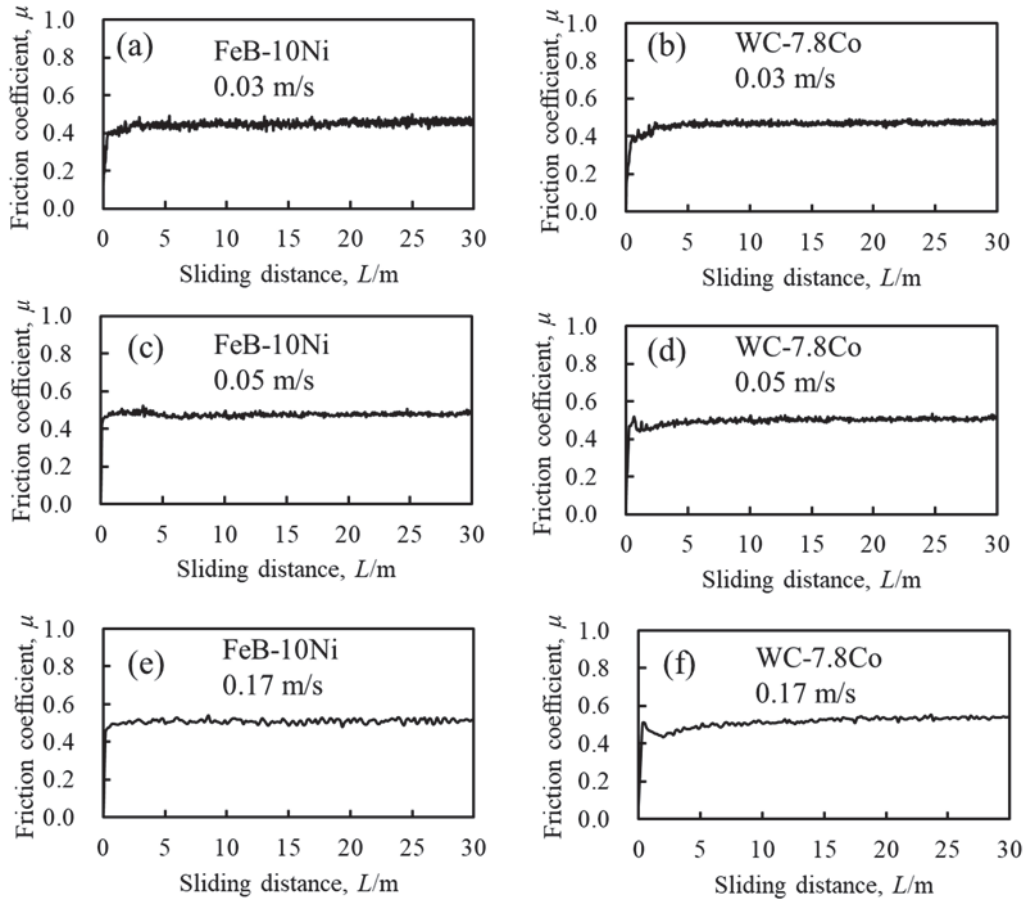 (a)
FeB-10Ni
0.03 m/s
Friction coefficient, μ
1.0
0.8
0.6
0.4
0.2
0.0
0 5 10 15 20 25 30
Sliding distance, L/m
(b)
WC-7.8Co
0.03 m/s
Friction coefficient, μ
1.0
0.8
0.6
0.4
0.2
0.0
0 5 10 15 20 25 30
Sliding distance, L/m
(c)
FeB-10Ni
0.05 m/s
Friction coefficient, μ
1.0
0.8
0.6
0.4
0.2
0.0
0 5 10 15 20 25 30
Sliding distance, L/m
(d)
WC-7.8Co
0.05 m/s
Friction coefficient, μ
1.0
0.8
0.6
0.4
0.2
0.0
0 5 10 15 20 25 30
Sliding distance, L/m
(e)
FeB-10Ni
0.17 m/s
Friction coefficient, μ
1.0
0.8
0.6
0.4
0.2
0.0
0 5 10 15 20 25 30
Sliding distance, L/m
(f)
WC-7.8Co
0.17 m/s
Friction coefficient, μ
1.0
0.8
0.6
0.4
0.2
0.0
0 5 10 15 20 25 30
Sliding distance, L/m